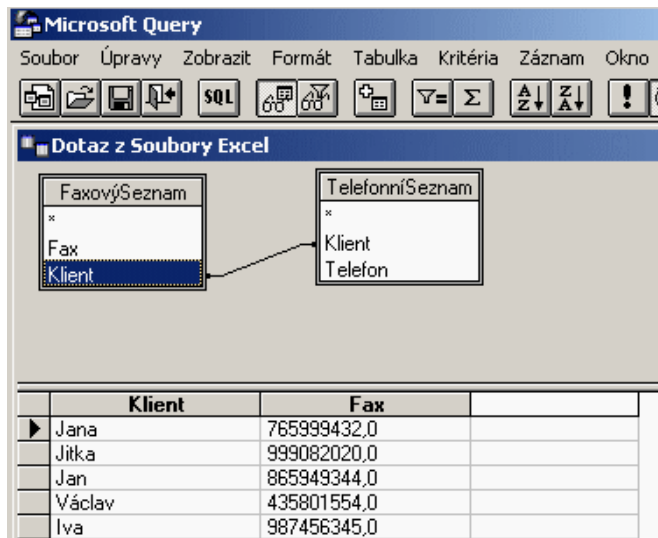 Microsoft Query
Soubor Úpravy Zobrazit Formát Tabulka Kritéria Záznam Okno
SQL
Dotaz z Soubory Excel
FaxovýSeznam
*
Fax
Klient
TelefonníSeznam
*
Klient
Telefon
Klient Fax
Jana 765999432,0
Jitka 999082020,0
Jan 865949344,0
Václav 435801554,0
Iva 987456345,0